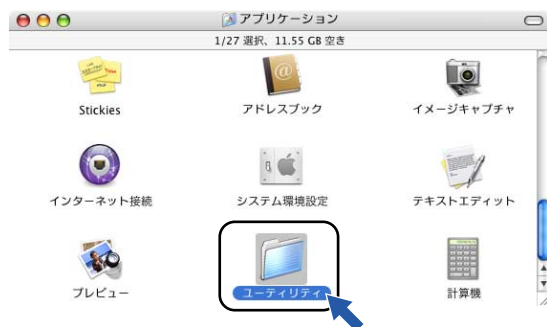 アプリケーション
1/27 選択、11.55 GB 空き
Stickies
アドレスブック
イメージキャプチャ
インターネット接続
システム環境設定
テキストエディット
プレビュー
ユーティリティ
計算機